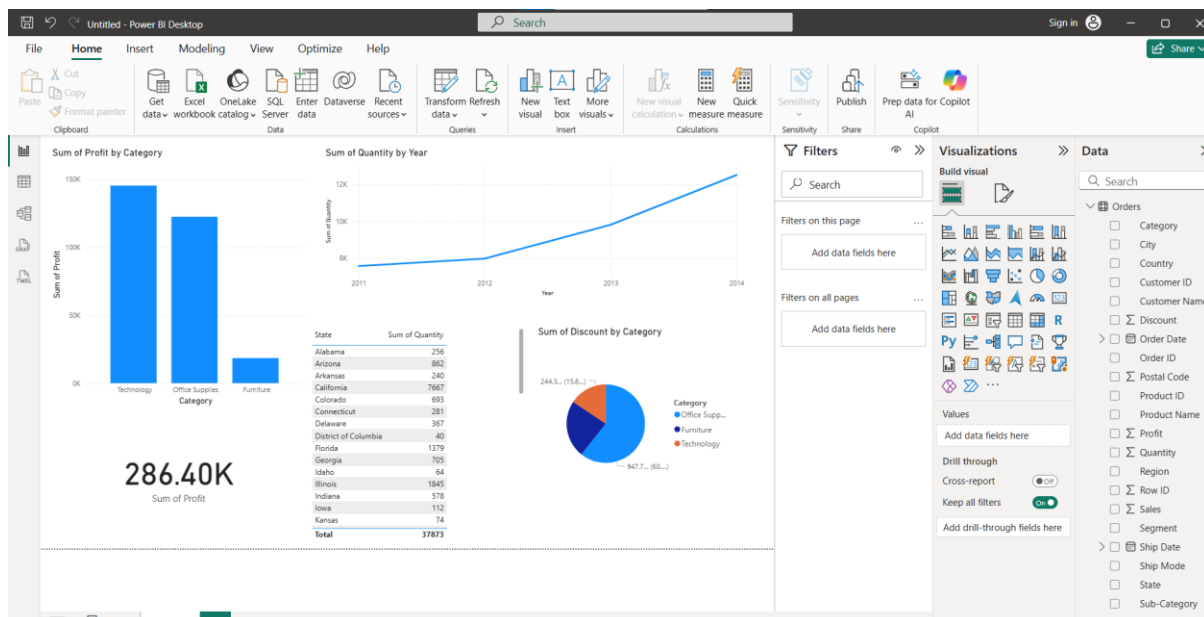 Untitled - Power BI Desktop
Search
Sign in
File Home Insert Modeling View Optimize Help
Share
Paste
Cut
Copy
Format painter
Clipboard
Get data
Excel workbook
OneLake catalog
SQL Server
Enter data
Dataverse
Recent sources
Data
Transform data
Refresh
Queries
New visual
Text box
More visuals
Insert
New visual calculation
New measure
Quick measure
Calculations
Sensitivity
Sensitivity
Publish
Share
Prep data for AI
Copilot
Copilot
Sum of Profit by Category
150K
100K
50K
0K
Sum of Profit
Technology Office Supplies Furniture
Category
286.40K
Sum of Profit
Sum of Quantity by Year
12K
10K
8K
Sum of Quantity
2011 2012 2013 2014
Year
State Sum of Quantity
Alabama 256
Arizona 862
Arkansas 240
California 7667
Colorado 693
Connecticut 281
Delaware 367
District of Columbia 40
Florida 1379
Georgia 705
Idaho 64
Illinois 1845
Indiana 578
Iowa 112
Kansas 74
Total 37873
Sum of Discount by Category
244.3... (15.6...)
947.7... (60....)
Category
Office Supp...
Furniture
Technology
Filters
Search
Filters on this page
...
Add data fields here
Filters on all pages
...
Add data fields here
Visualizations
Build visual
123
R
Py
...
Values
Add data fields here
Drill through
Cross-report
Off
Keep all filters
On
Add drill-through fields here
Data
Search
Orders
Category
City
Country
Customer ID
Customer Name
Discount
Order Date
Order ID
Postal Code
Product ID
Product Name
Profit
Quantity
Region
Row ID
Sales
Segment
Ship Date
Ship Mode
State
Sub-Category